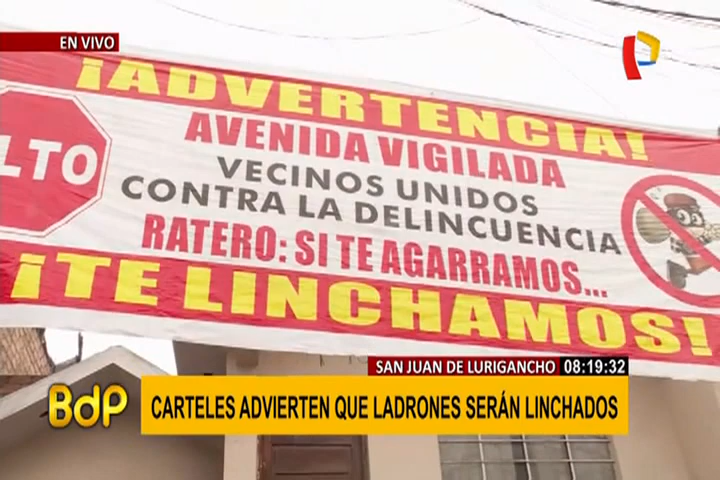 EN VIVO
¡ADVERTENCIA!
ALTO
AVENIDA VIGILADA
VECINOS UNIDOS
CONTRA LA DELINCUENCIA
RATERO: SI TE AGARRAMOS...
¡TE LINCHAMOS!
SAN JUAN DE LURIGANCHO 08:19:32
BdP
CARTELES ADVIERTEN QUE LADRONES SERÁN LINCHADOS